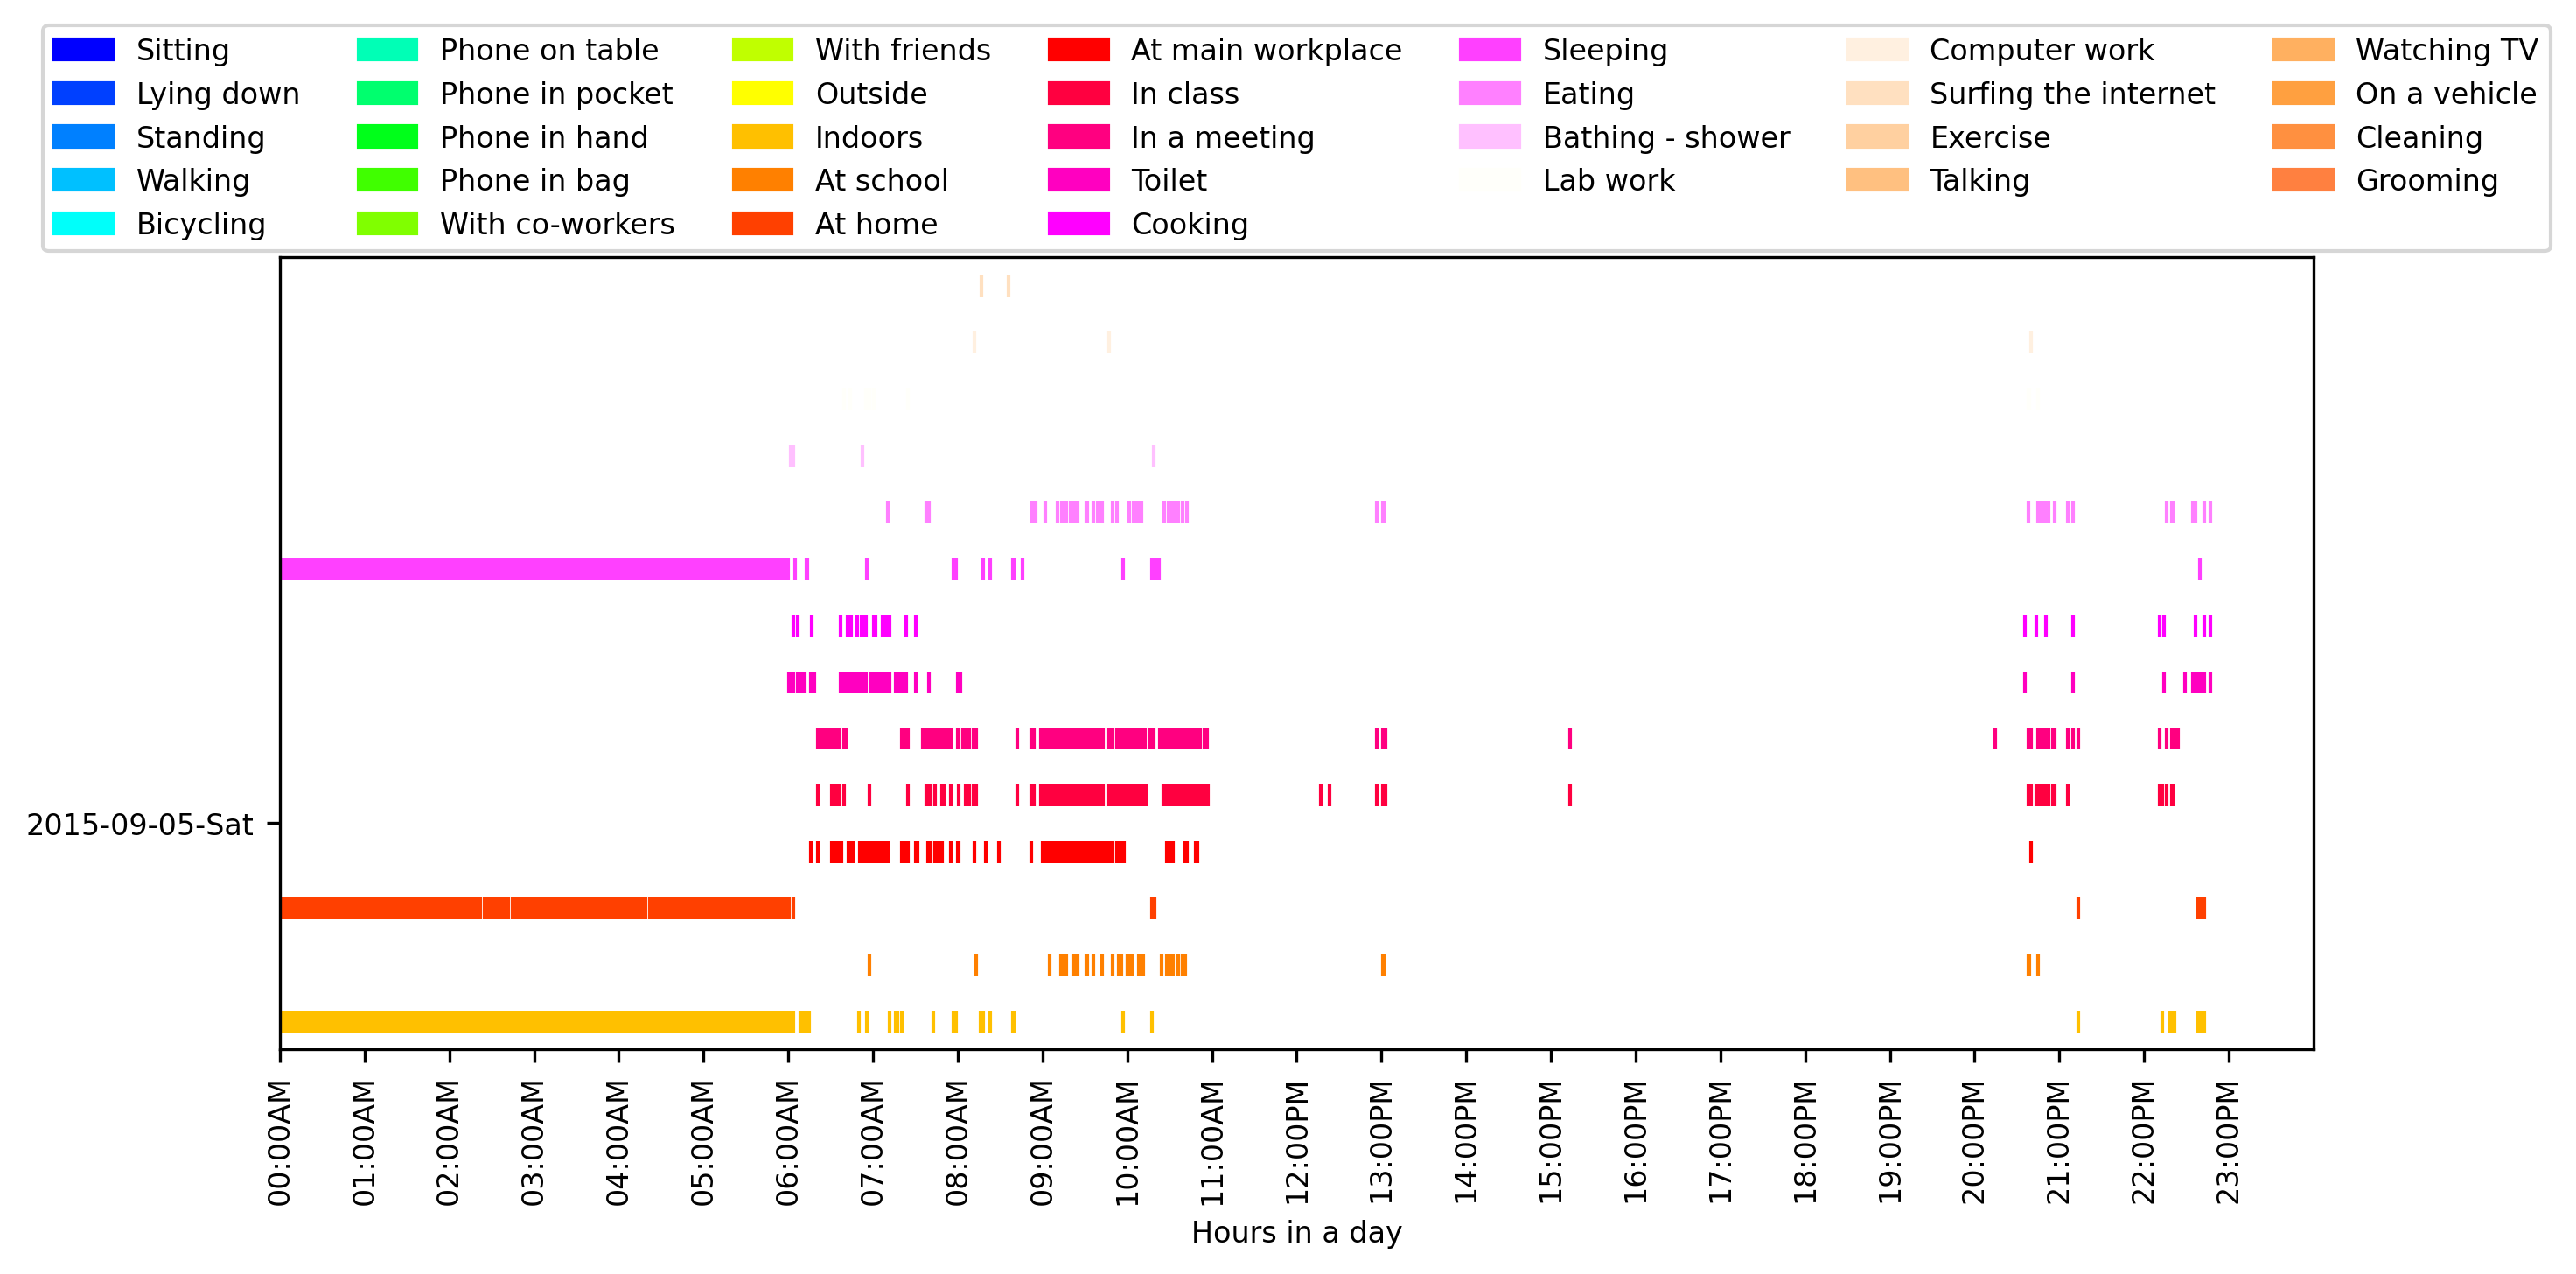 Sitting
Lying down
Standing
Walking
Bicycling
Phone on table
Phone in pocket
Phone in hand
Phone in bag
With co-workers
With friends
Outside
Indoors
At school
At home
At main workplace
In class
In a meeting
Toilet
Cooking
Sleeping
Eating
Bathing - shower
Lab work
Computer work
Surfing the internet
Exercise
Talking
Watching TV
On a vehicle
Cleaning
Grooming
2015-09-05-Sat
00:00AM
01:00AM
02:00AM
03:00AM
04:00AM
05:00AM
06:00AM
07:00AM
08:00AM
09:00AM
10:00AM
11:00AM
12:00PM
13:00PM
14:00PM
15:00PM
16:00PM
17:00PM
18:00PM
19:00PM
20:00PM
21:00PM
22:00PM
23:00PM
Hours in a day